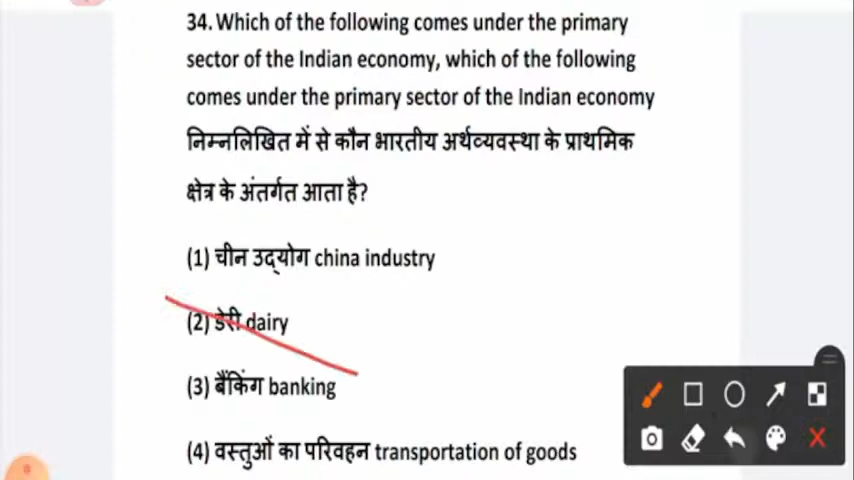 34. Which of the following comes under the primary
sector of the Indian economy, which of the following
comes under the primary sector of the Indian economy
निम्नलिखित में से कौन भारतीय अर्थव्यवस्था के प्राथमिक
क्षेत्र के अंतर्गत आता है?
(1) चीन उद्योग china industry
(2) डेरी dairy
(3) बैंकिंग banking
(4) वस्तुओं का परिवहन transportation of goods